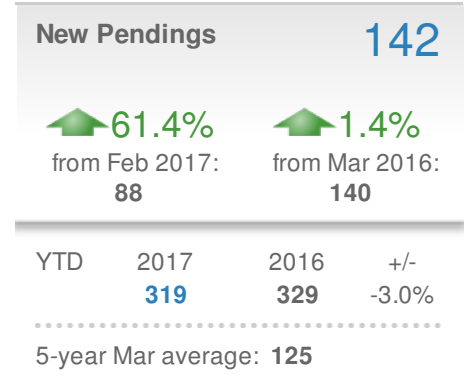 New Pendings 142
61.4% 1.4%
from Feb 2017: from Mar 2016:
88 140
YTD 2017 2016 +/-
319 329 -3.0%
5-year Mar average: 125